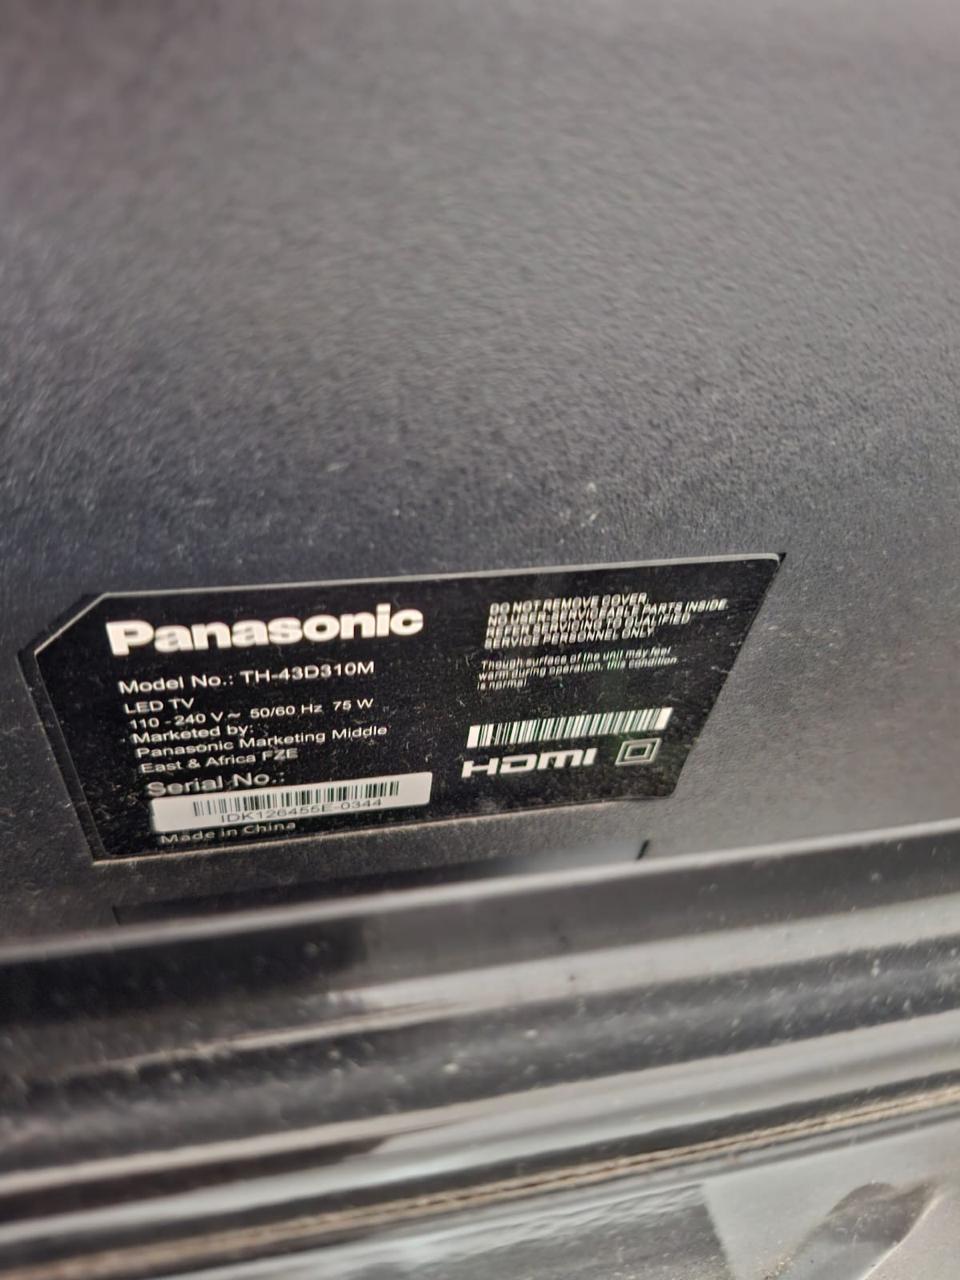 Panasonic
Model No.: TH-43D310M
LED TV
110 - 240 V ~ 50/60 Hz 75 W
Marketed by:
Panasonic Marketing Middle
East & Africa FZE
Serial No.:
IDK126455E-0344
Made in China
DO NOT REMOVE COVER,
NO USER SERVICEABLE PARTS INSIDE.
REFER SERVICING TO QUALIFIED
SERVICE PERSONNEL ONLY
Though surface of the unit may feel
warm during operation, this condition
is normal.
HDMI